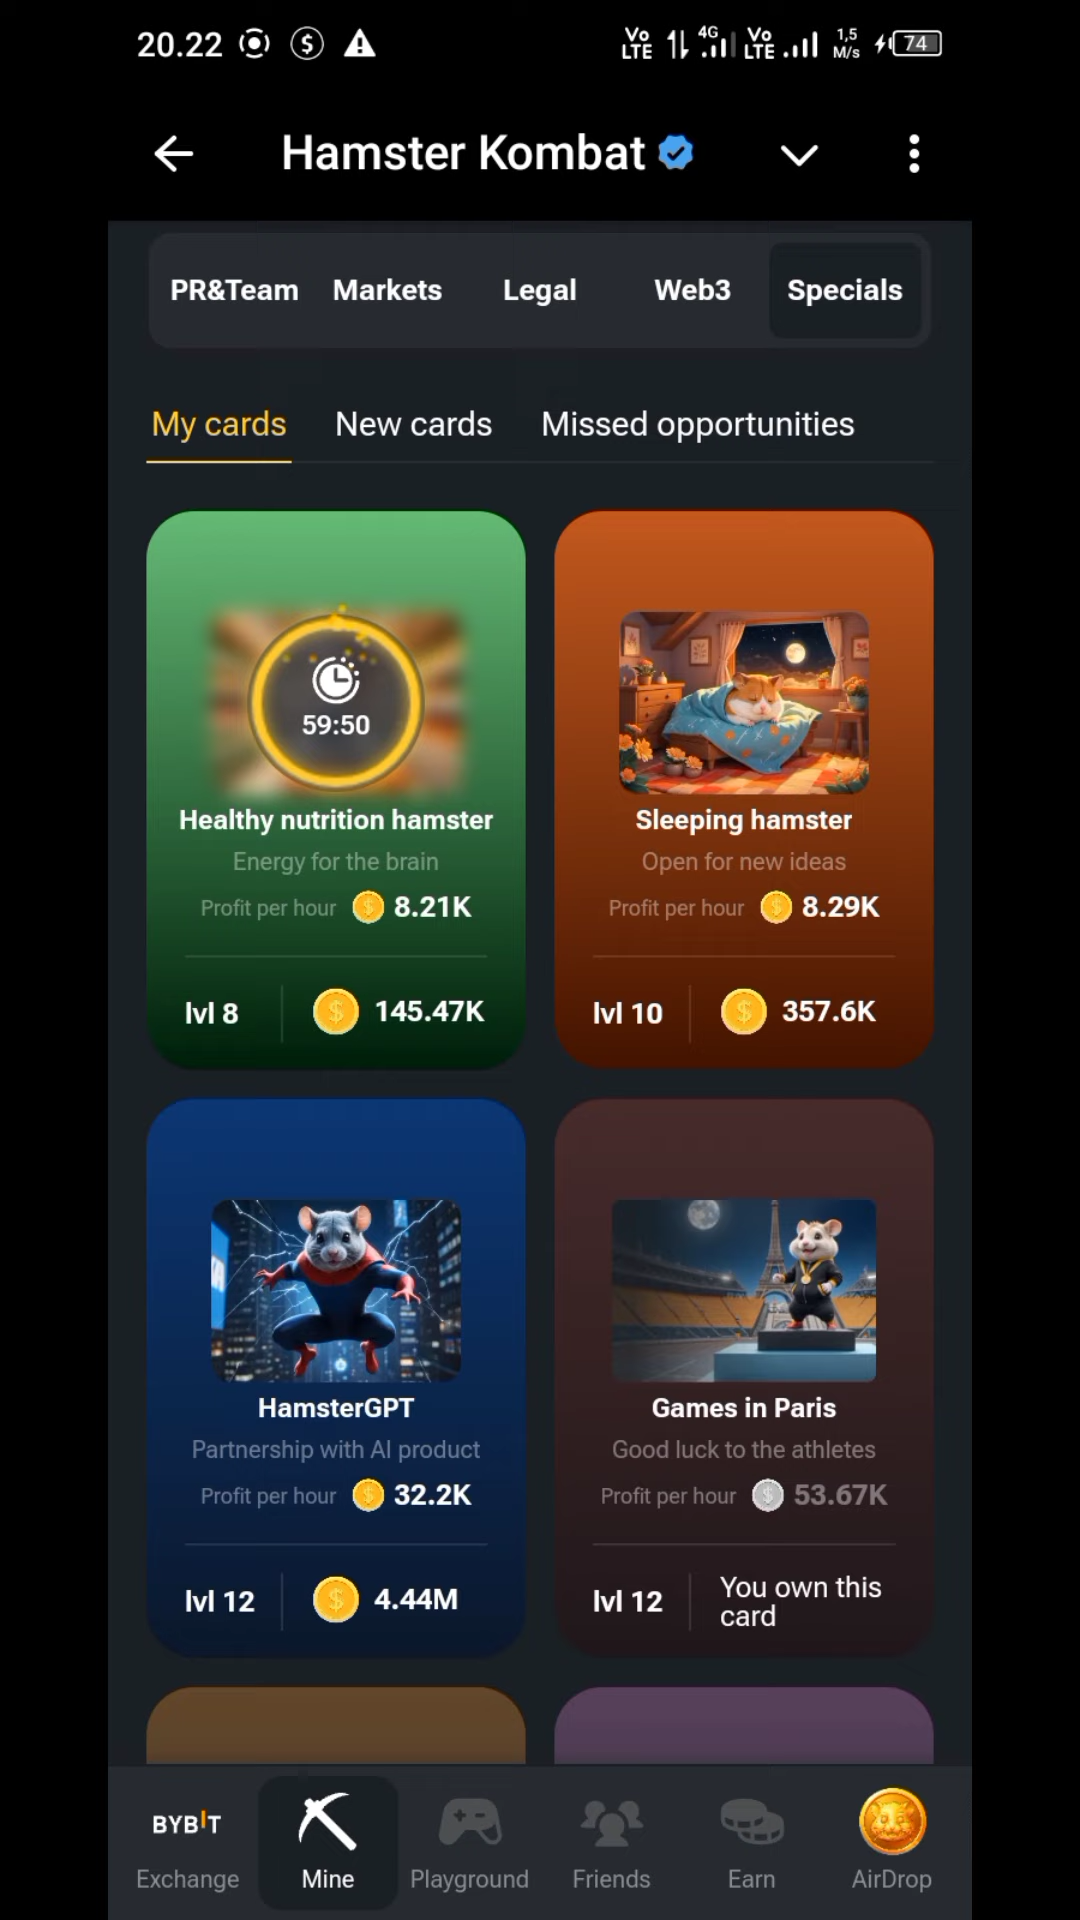 20.22
Vo LTE 4G Vo LTE 1,5 M/s 74
Hamster Kombat
PR&Team Markets Legal Web3 Specials
My cards New cards Missed opportunities
59:50
Healthy nutrition hamster
Energy for the brain
Profit per hour 8.21K
lvl 8 145.47K
Sleeping hamster
Open for new ideas
Profit per hour 8.29K
lvl 10 357.6K
HamsterGPT
Partnership with AI product
Profit per hour 32.2K
lvl 12 4.44M
Games in Paris
Good luck to the athletes
Profit per hour 53.67K
lvl 12 You own this
card
BYBIT
Exchange Mine Playground Friends Earn AirDrop